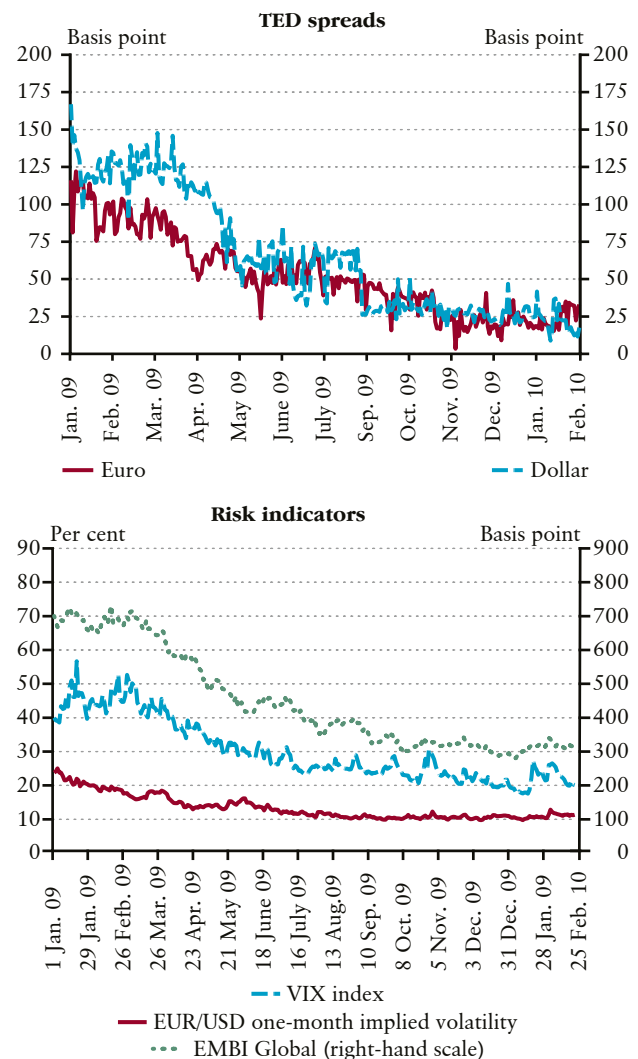 TED spreads
Basis point Basis point
200 200
175 175
150 150
125 125
100 100
75 75
50 50
25 25
0 0
Jan. 09 Feb. 09 Mar. 09 Apr. 09 May 09 June 09 July 09 Sep. 09 Oct. 09 Nov. 09 Dec. 09 Jan. 10 Feb. 10
Euro Dollar
Risk indicators
Per cent Basis point
90 900
80 800
70 700
60 600
50 500
40 400
30 300
20 200
10 100
0 0
1 Jan. 09 29 Jan. 09 26 Fefb. 09 26 Mar. 09 23 Apr. 09 21 May 09 18 June 09 16 July 09 13 Aug. 09 10 Sep. 09 8 Oct. 09 5 Nov. 09 3 Dec. 09 31 Dec. 09 28 Jan. 09 25 Feb. 10
VIX index
EUR/USD one-month implied volatility
EMBI Global (right-hand scale)